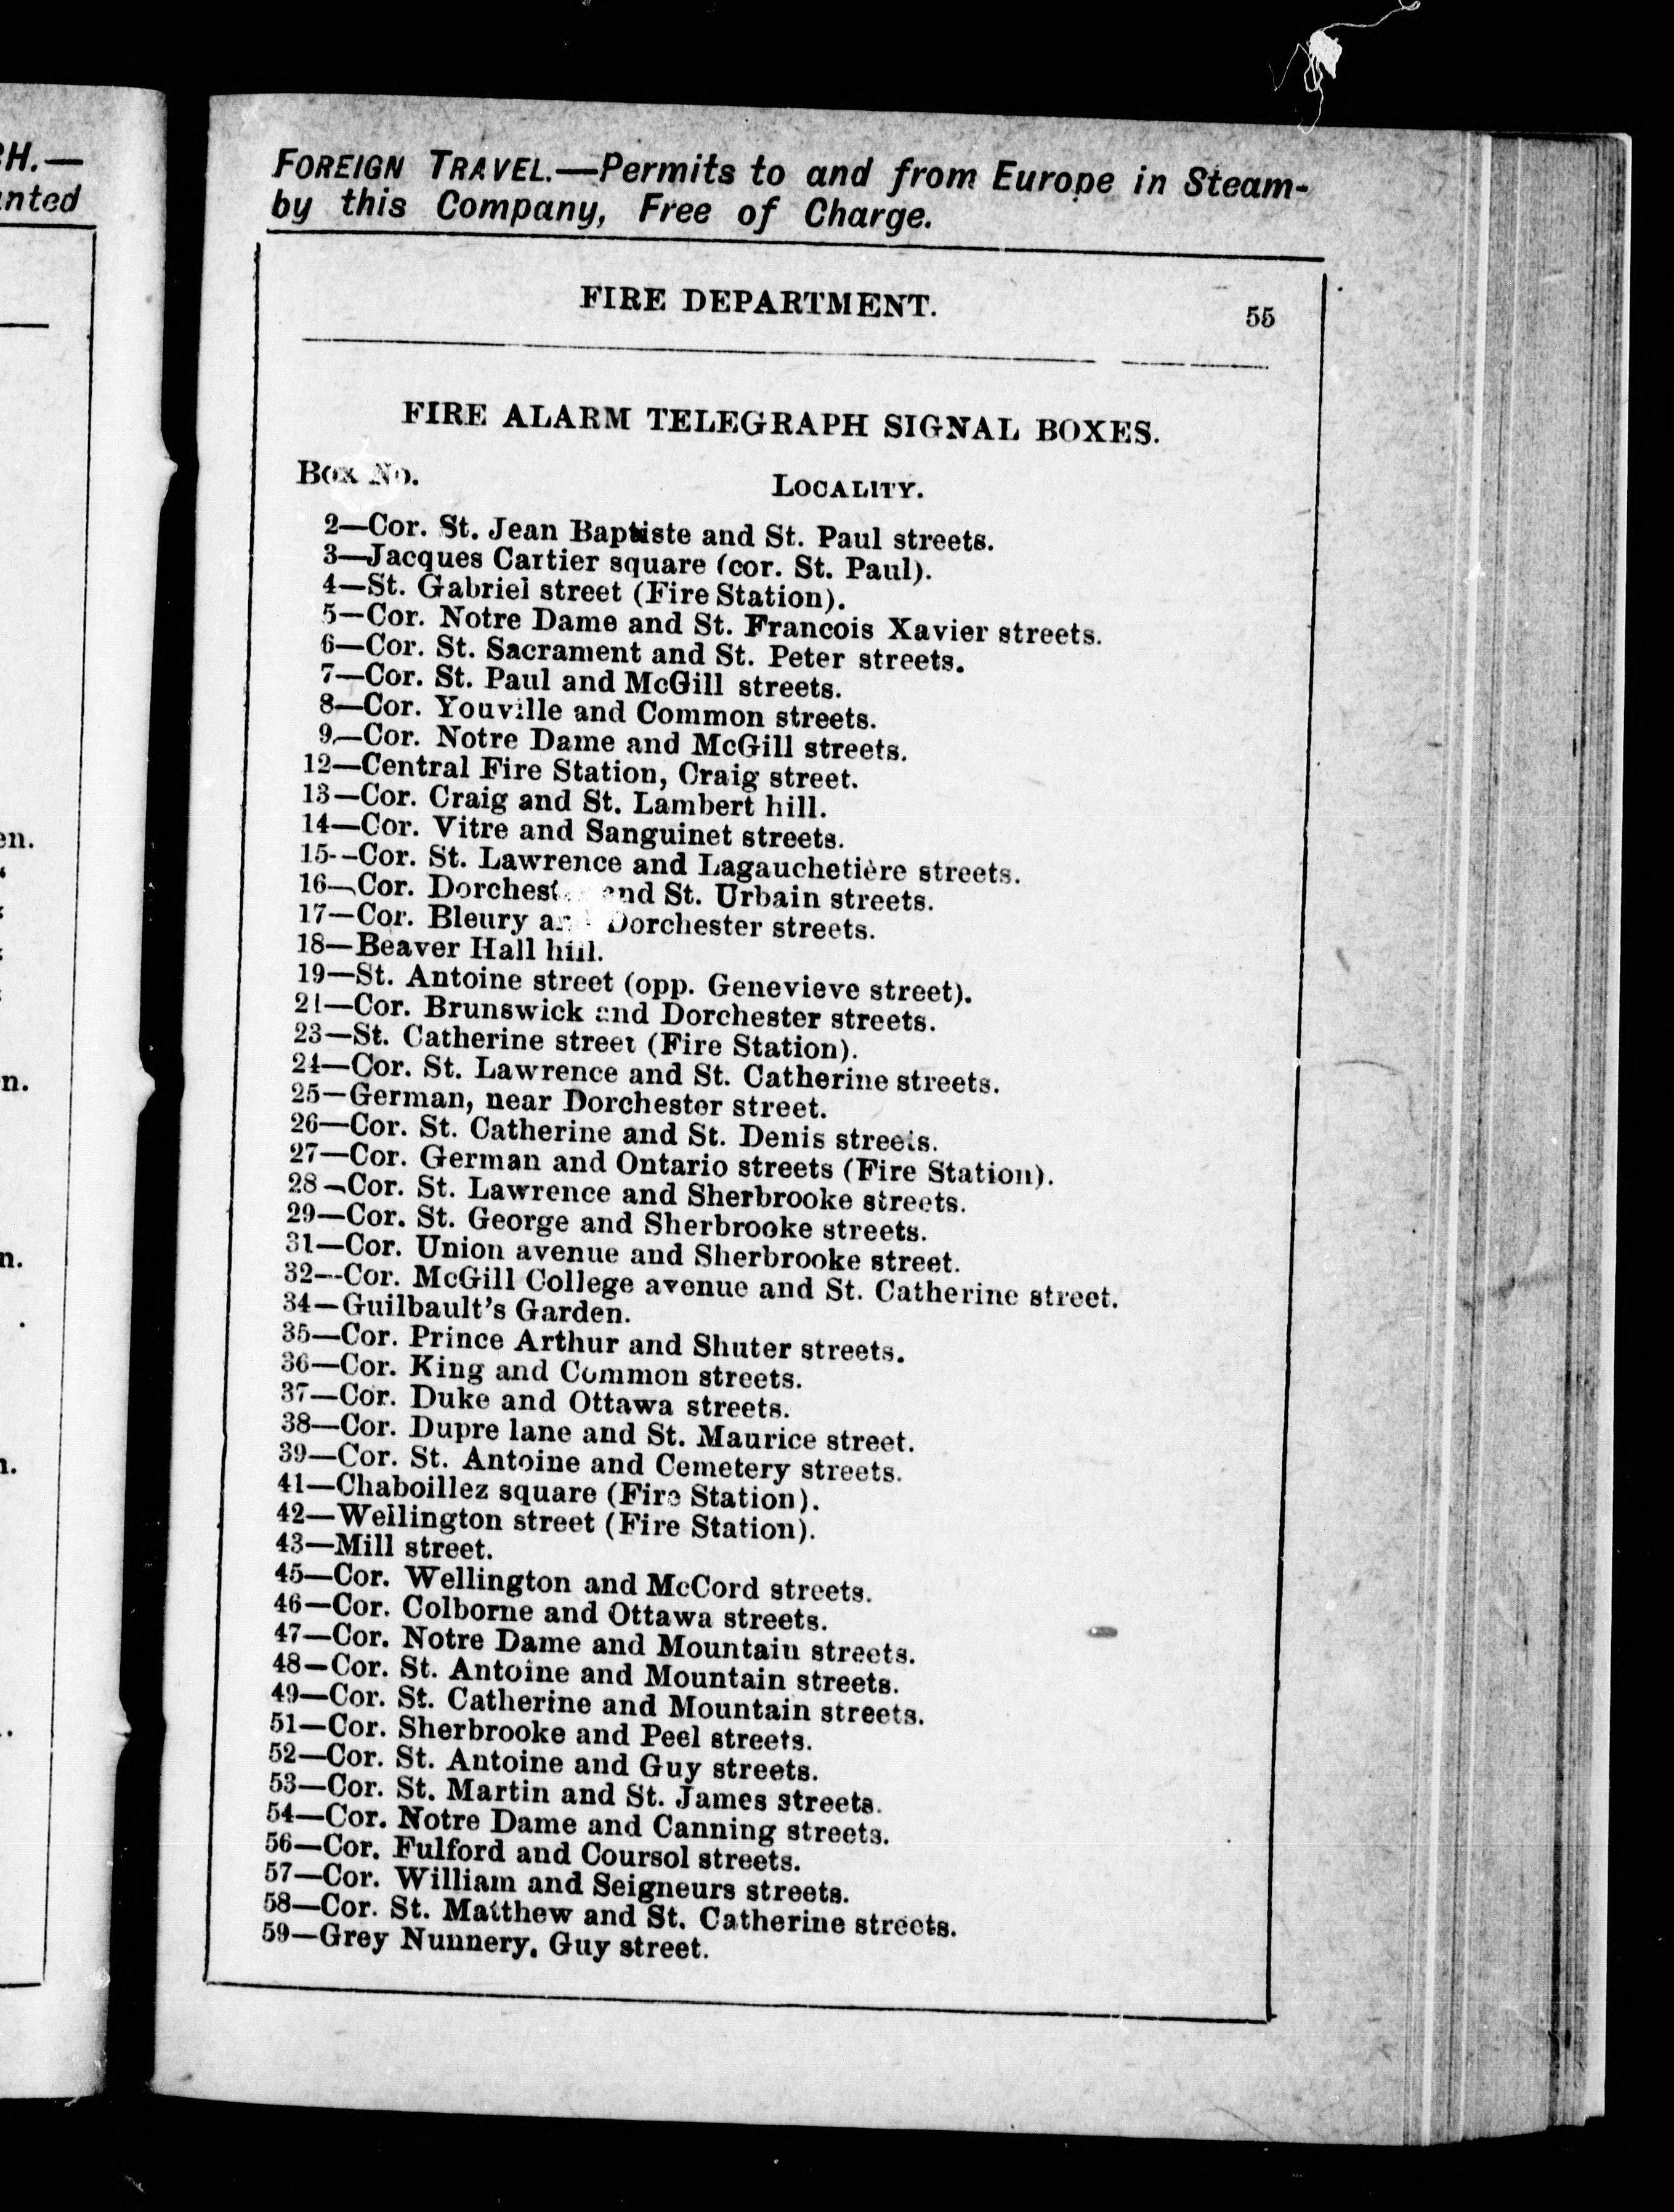 H.—
nted
en.
n.
n.
FOREIGN TRAVEL.—Permits to and from Europe in Steam-
by this Company, Free of Charge.
FIRE DEPARTMENT. 55
FIRE ALARM TELEGRAPH SIGNAL BOXES.
BOX No. LOCALITY.
2—Cor. St. Jean Baptiste and St. Paul streets.
3—Jacques Cartier square (cor. St. Paul).
4—St. Gabriel street (Fire Station).
5—Cor. Notre Dame and St. Francois Xavier streets.
6—Cor. St. Sacrament and St. Peter streets.
7—Cor. St. Paul and McGill streets.
8—Cor. Youville and Common streets.
9—Cor. Notre Dame and McGill streets.
12—Central Fire Station, Craig street.
13—Cor. Craig and St. Lambert hill.
14—Cor. Vitre and Sanguinet streets.
15--Cor. St. Lawrence and Lagauchetière streets.
16—Cor. Dorchester and St. Urbain streets.
17—Cor. Bleury and Dorchester streets.
18—Beaver Hall hill.
19—St. Antoine street (opp. Genevieve street).
21—Cor. Brunswick and Dorchester streets.
23—St. Catherine street (Fire Station).
24—Cor. St. Lawrence and St. Catherine streets.
25—German, near Dorchester street.
26—Cor. St. Catherine and St. Denis streets.
27—Cor. German and Ontario streets (Fire Station).
28—Cor. St. Lawrence and Sherbrooke streets.
29—Cor. St. George and Sherbrooke streets.
31—Cor. Union avenue and Sherbrooke street.
32--Cor. McGill College avenue and St. Catherine street.
34—Guilbault's Garden.
35—Cor. Prince Arthur and Shuter streets.
36—Cor. King and Common streets.
37—Cor. Duke and Ottawa streets.
38—Cor. Dupre lane and St. Maurice street.
39—Cor. St. Antoine and Cemetery streets.
41—Chaboillez square (Fire Station).
42—Wellington street (Fire Station).
43—Mill street.
45—Cor. Wellington and McCord streets.
46—Cor. Colborne and Ottawa streets.
47—Cor. Notre Dame and Mountain streets.
48—Cor. St. Antoine and Mountain streets.
49—Cor. St. Catherine and Mountain streets.
51—Cor. Sherbrooke and Peel streets.
52—Cor. St. Antoine and Guy streets.
53—Cor. St. Martin and St. James streets.
54—Cor. Notre Dame and Canning streets.
56—Cor. Fulford and Coursol streets.
57—Cor. William and Seigneurs streets.
58—Cor. St. Matthew and St. Catherine streets.
59—Grey Nunnery, Guy street.